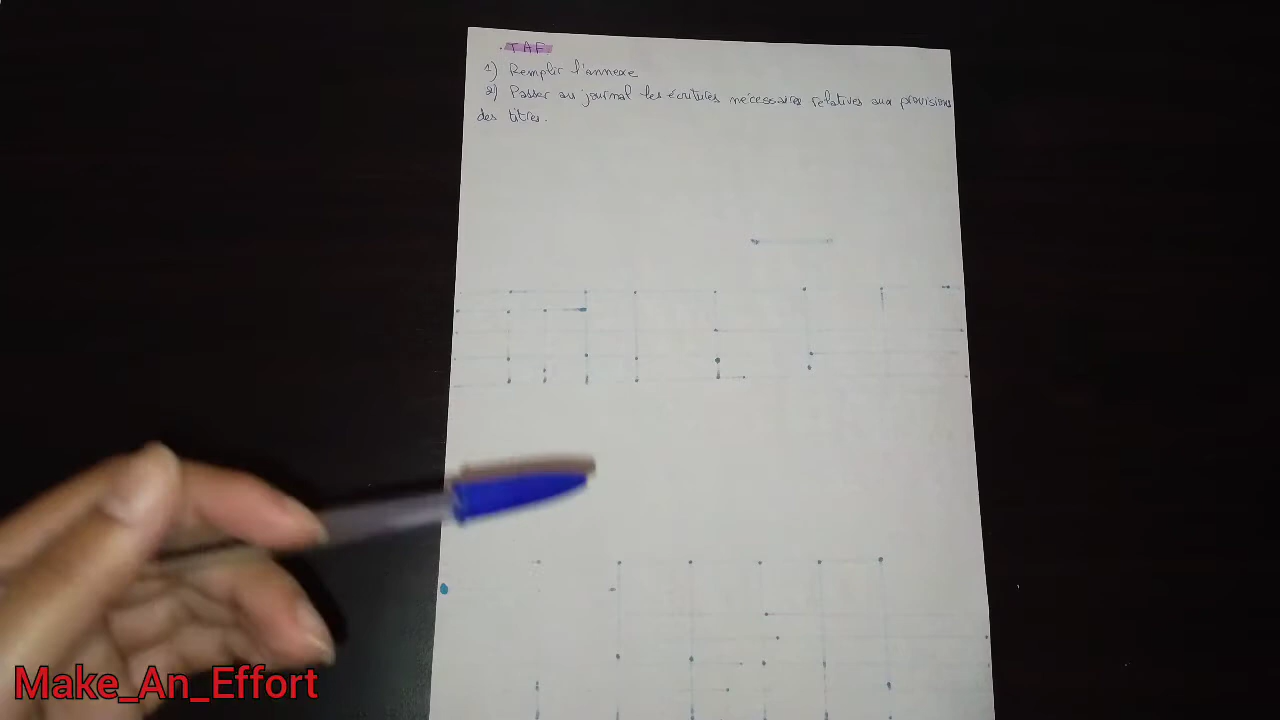 . TAF
1) Remplir l'annexe
2) Passer au journal les écritures nécessaires relatives aux provisions
des titres.
Make_An_Effort